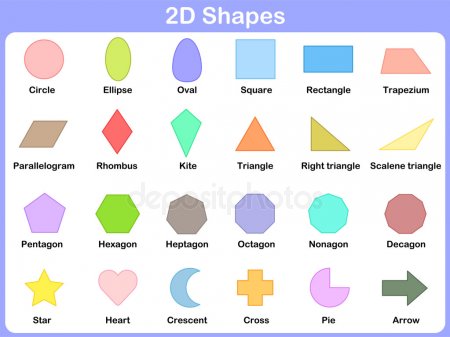 2D Shapes
Circle Ellipse Oval Square Rectangle Trapezium
Parallelogram Rhombus Kite Triangle Right triangle Scalene triangle
depositphotos
Pentagon Hexagon Heptagon Octagon Nonagon Decagon
Star Heart Crescent Cross Pie Arrow